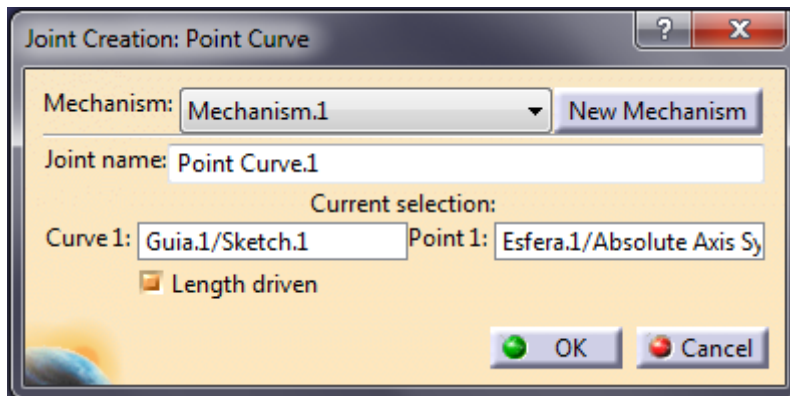 Joint Creation: Point Curve
Mechanism: Mechanism.1 New Mechanism
Joint name: Point Curve.1
Current selection:
Curve 1: Guia.1/Sketch.1 Point 1: Esfera.1/Absolute Axis Sy
Length driven
OK Cancel